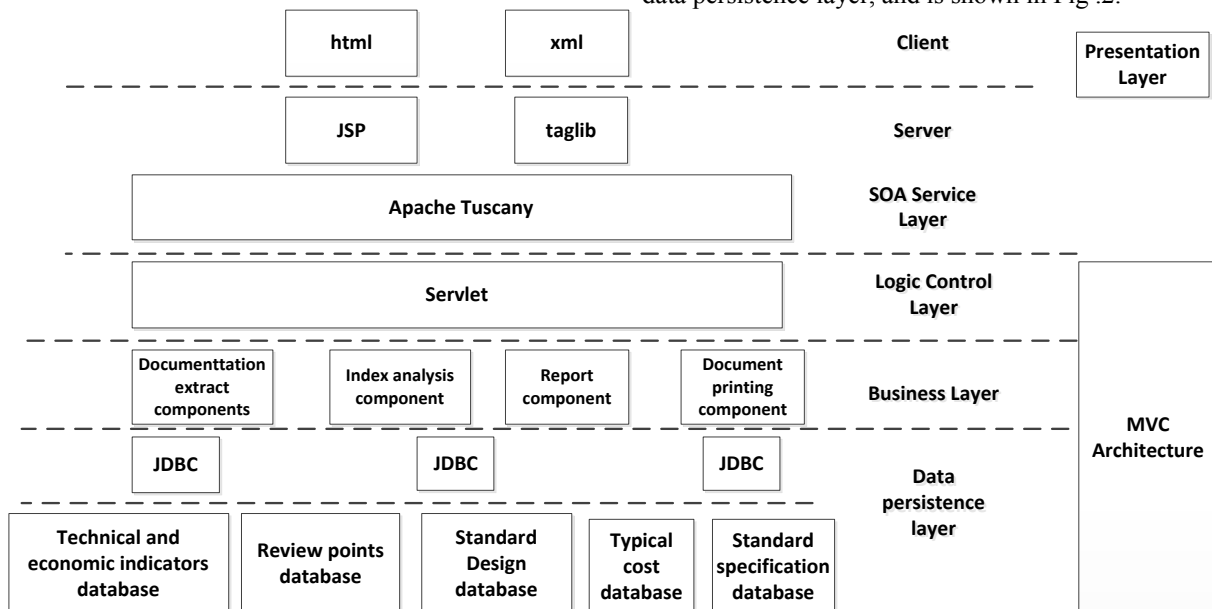 data persistence layer, and is shown in Fig .2.
html
xml
Client
Presentation
Layer
JSP
taglib
Server
Apache Tuscany
SOA Service
Layer
Servlet
Logic Control
Layer
Documenttation
extract
components
Index analysis
component
Report
component
Document
printing
component
Business Layer
MVC
Architecture
JDBC
JDBC
JDBC
Data
persistence
layer
Technical and
economic indicators
database
Review points
database
Standard
Design
database
Typical
cost
database
Standard
specification
database